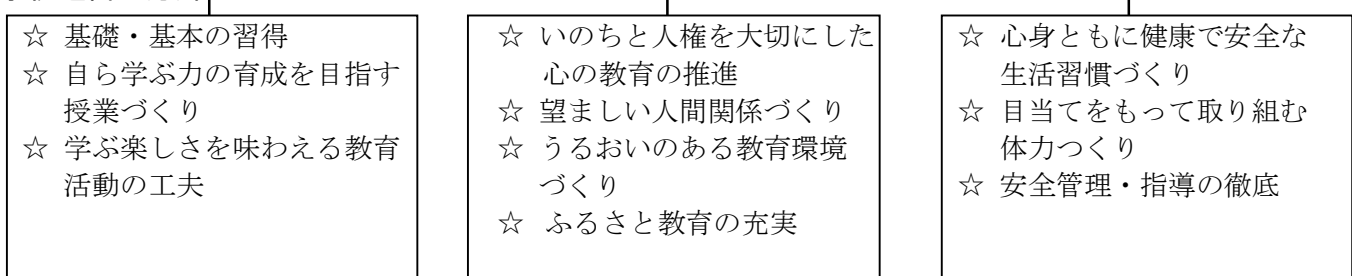 ☆ 基礎・基本の習得
☆ 自ら学ぶ力の育成を目指す
授業づくり
☆ 学ぶ楽しさを味わえる教育
活動の工夫
☆ いのちと人権を大切にした
心の教育の推進
☆ 望ましい人間関係づくり
☆ うるおいのある教育環境
づくり
☆ ふるさと教育の充実
☆ 心身ともに健康で安全な
生活習慣づくり
☆ 目当てをもって取り組む
体力つくり
☆ 安全管理・指導の徹底